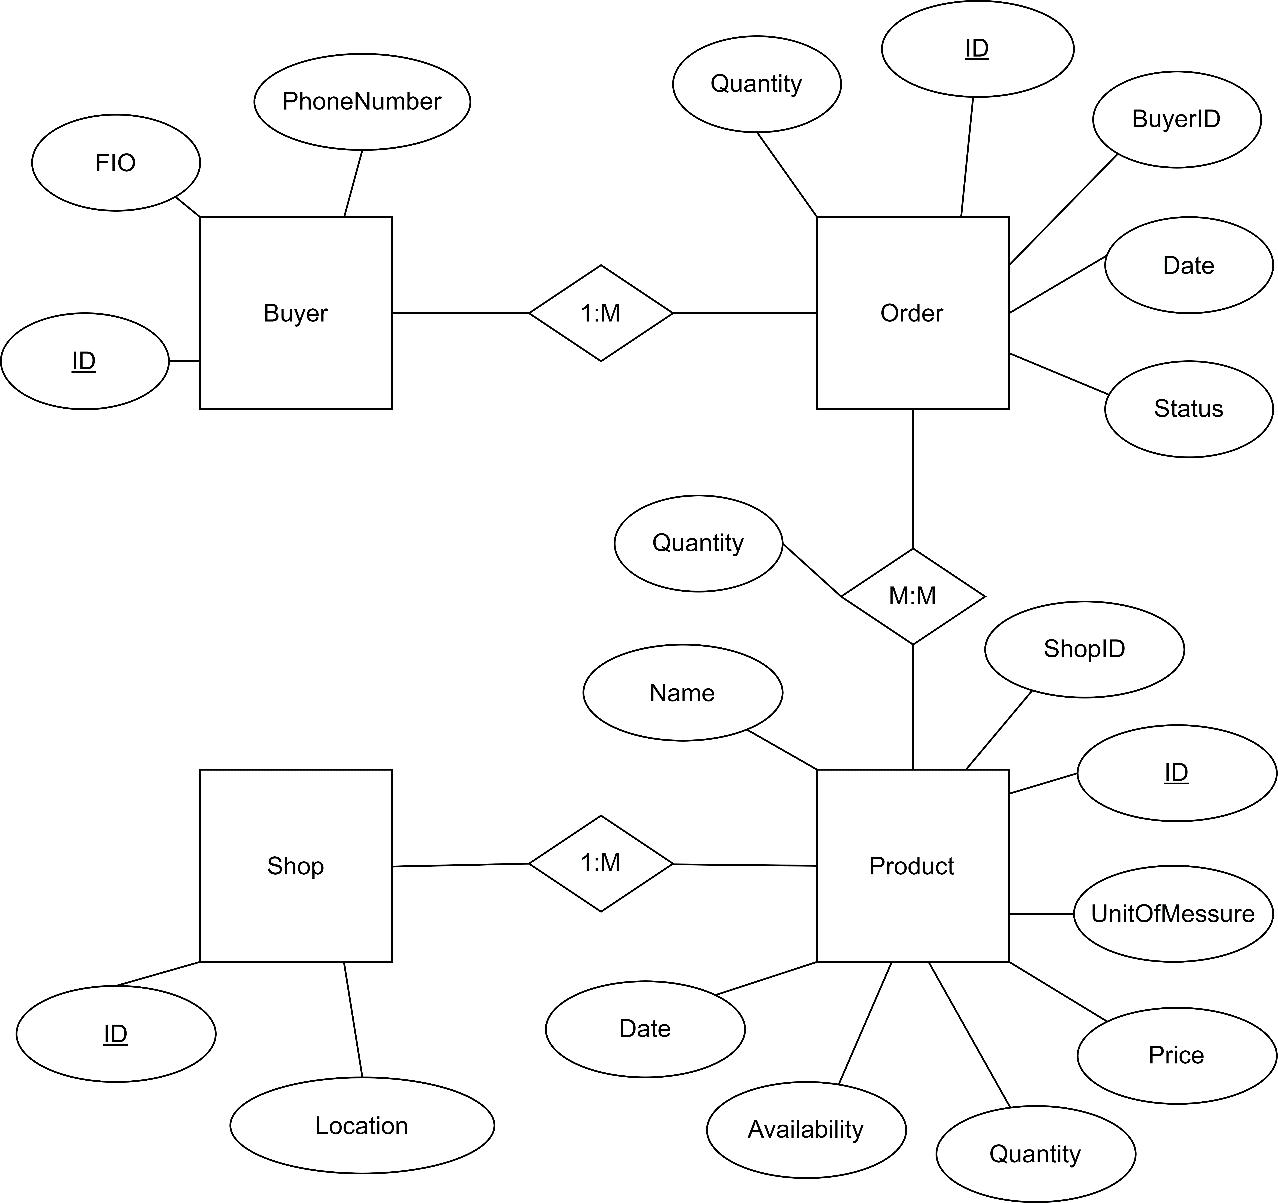 ID
Quantity
PhoneNumber
BuyerID
FIO
Date
Buyer
1:M
Order
ID
Status
Quantity
M:M
ShopID
Name
ID
Shop
1:M
Product
UnitOfMessure
Date
ID
Price
Location
Availability
Quantity